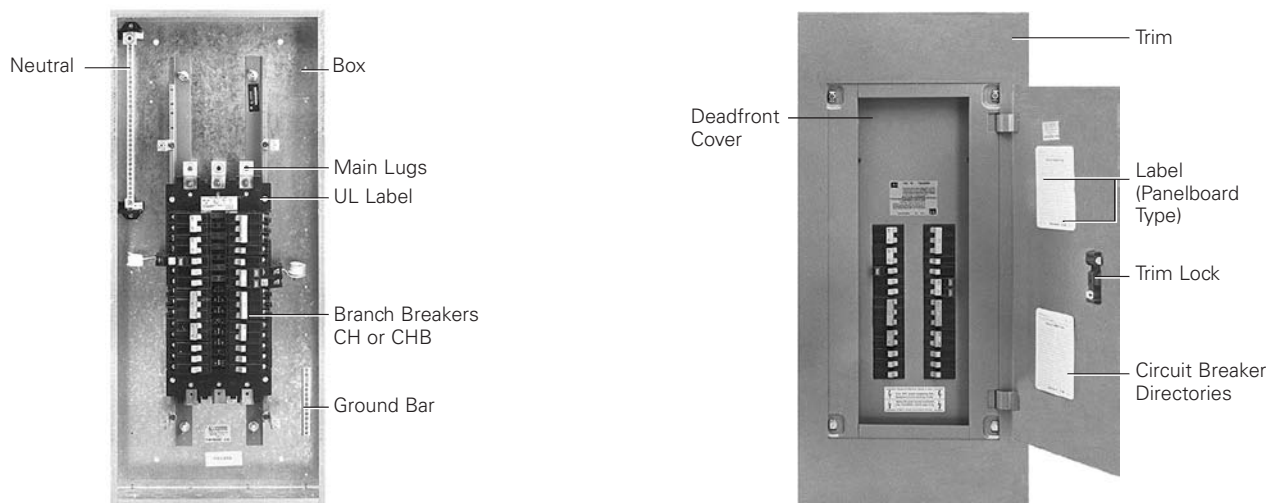 Neutral
Box
Main Lugs
UL Label
Branch Breakers
CH or CHB
Ground Bar
Trim
Deadfront
Cover
Label
(Panelboard
Type)
Trim Lock
Circuit Breaker
Directories